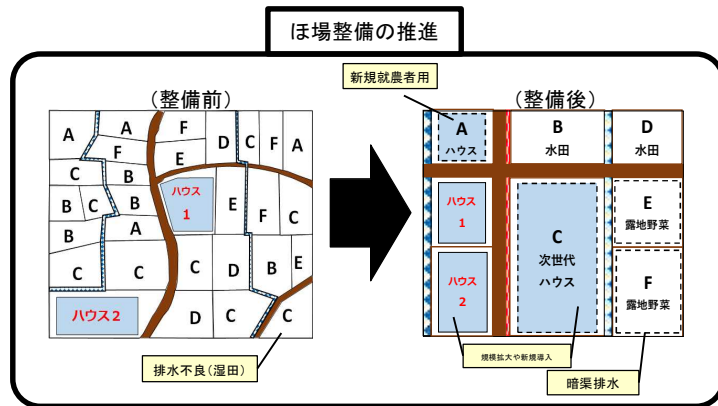 ほ場整備の推進
新規就農者用
(整備前)
(整備後)
A
A
F
D
C
F
A
F
E
C
B
B
C
B
ハウス
1
E
F
C
B
A
C
C
C
D
B
E
ハウス2
D
C
C
排水不良(湿田)
A
ハウス
B
水田
D
水田
ハウス
1
E
露地野菜
C
次世代
ハウス
ハウス
2
F
露地野菜
規模拡大や新規導入
暗渠排水